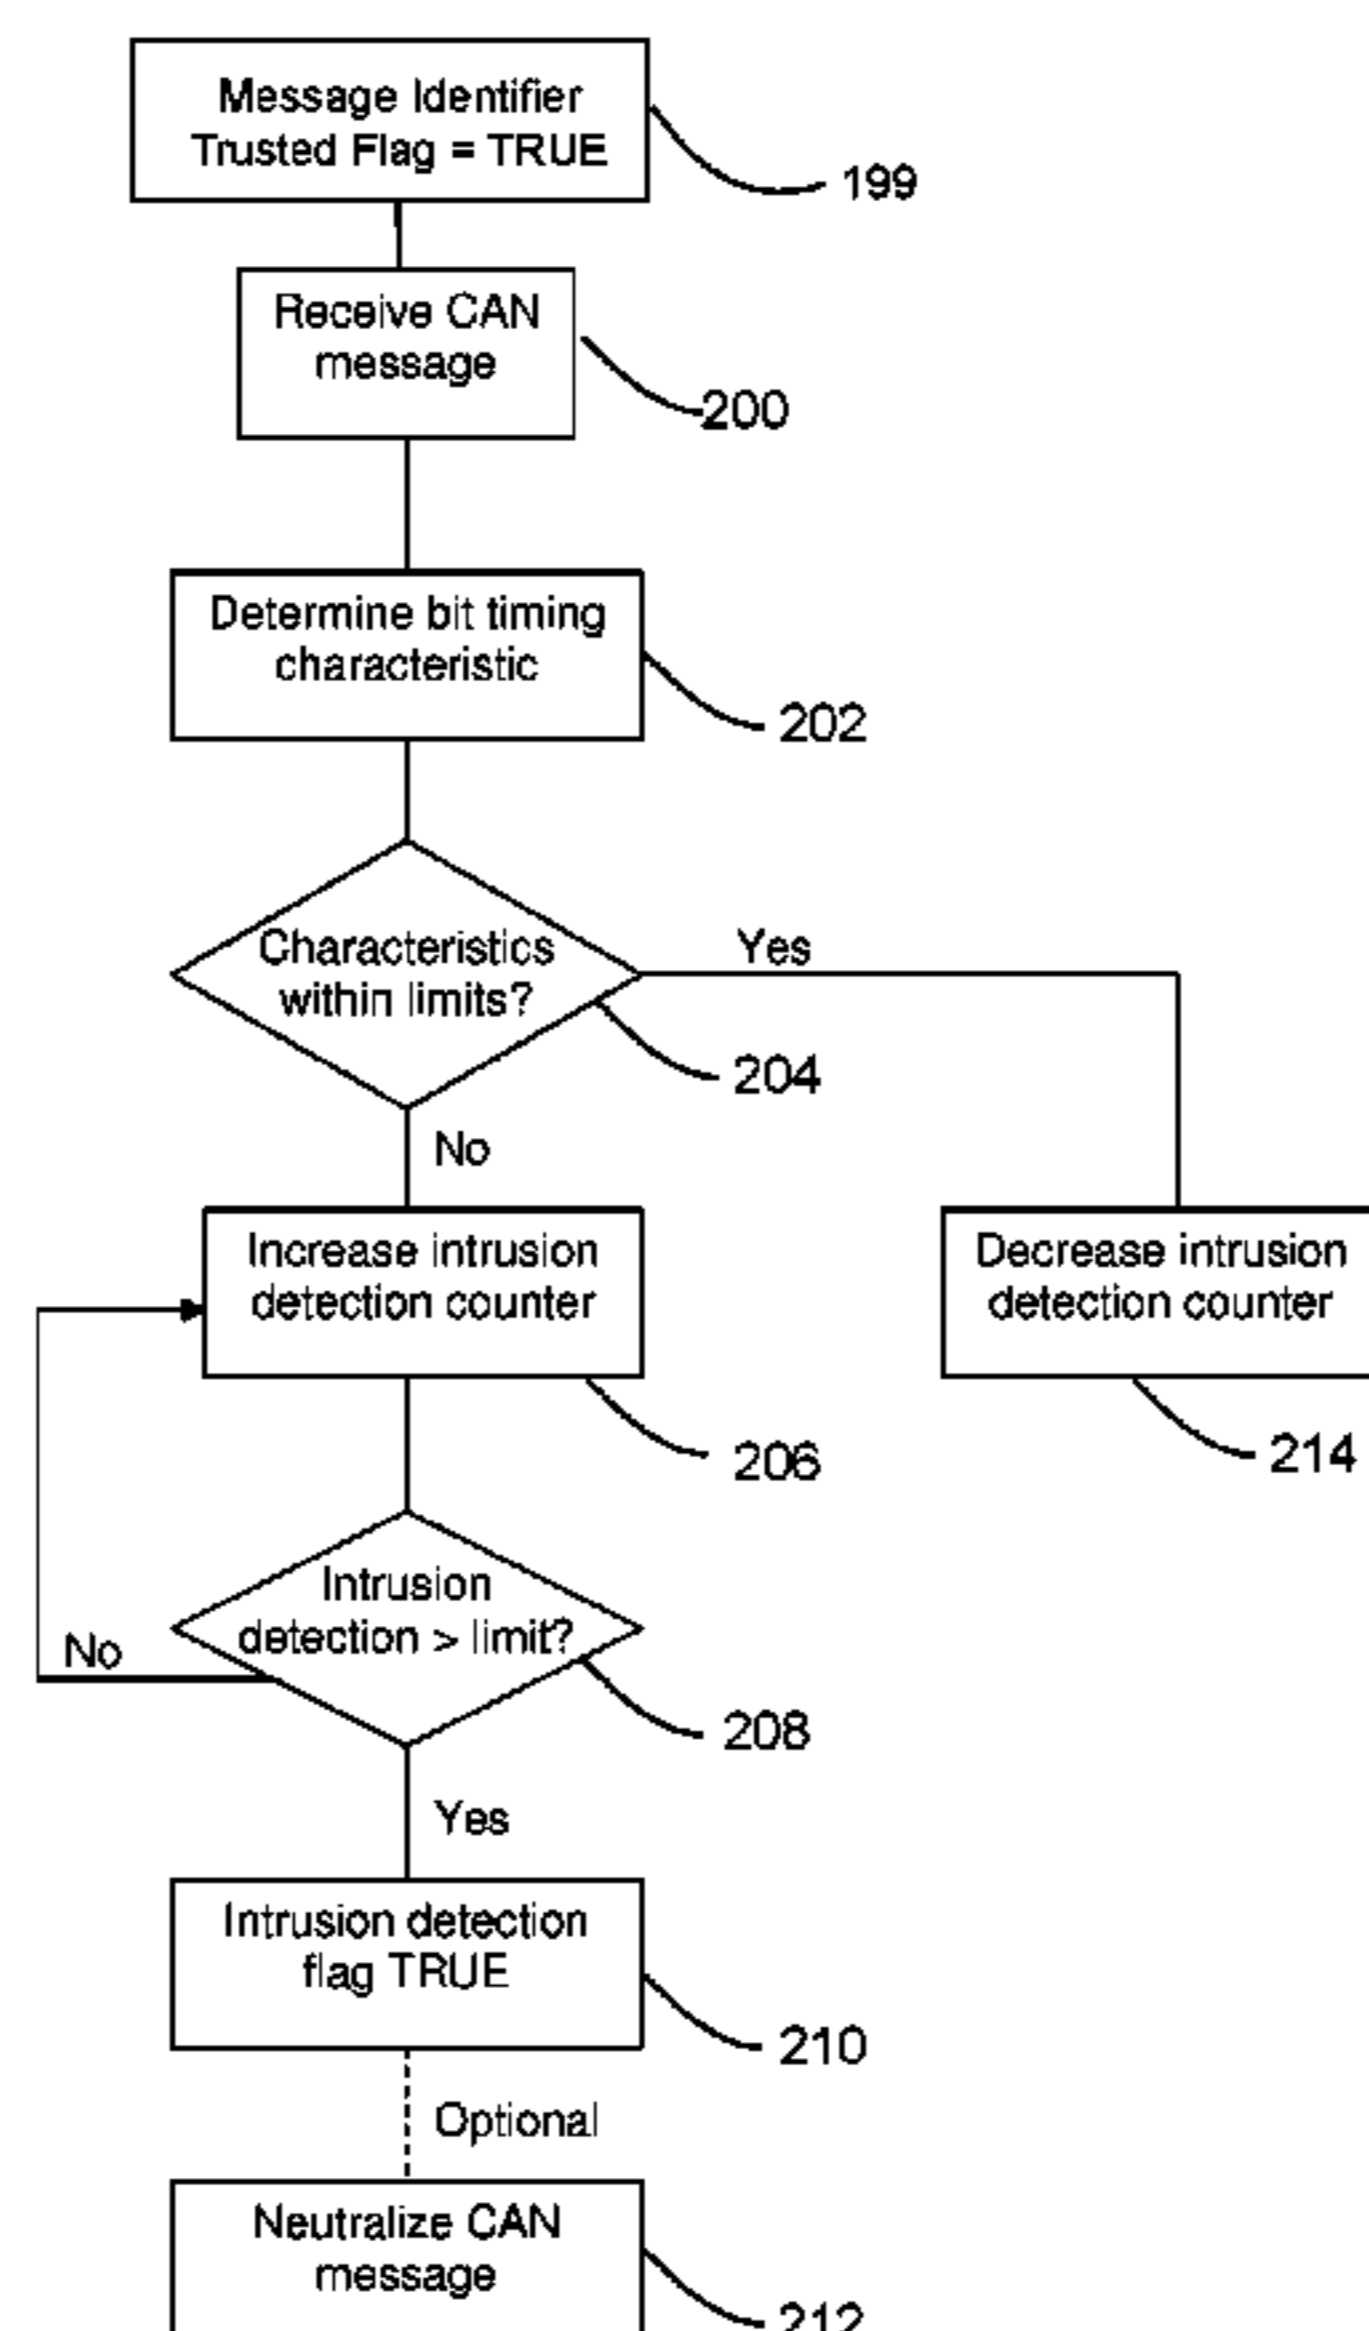 Message Identifier
Trusted Flag = TRUE
199
Receive CAN
message
200
Determine bit timing
characteristic
202
Characteristics
within limits?
Yes
204
No
Increase intrusion
detection counter
206
Decrease intrusion
detection counter
214
Intrusion
detection > limit?
No
208
Yes
Intrusion detection
flag TRUE
210
Optional
Neutralize CAN
message
212